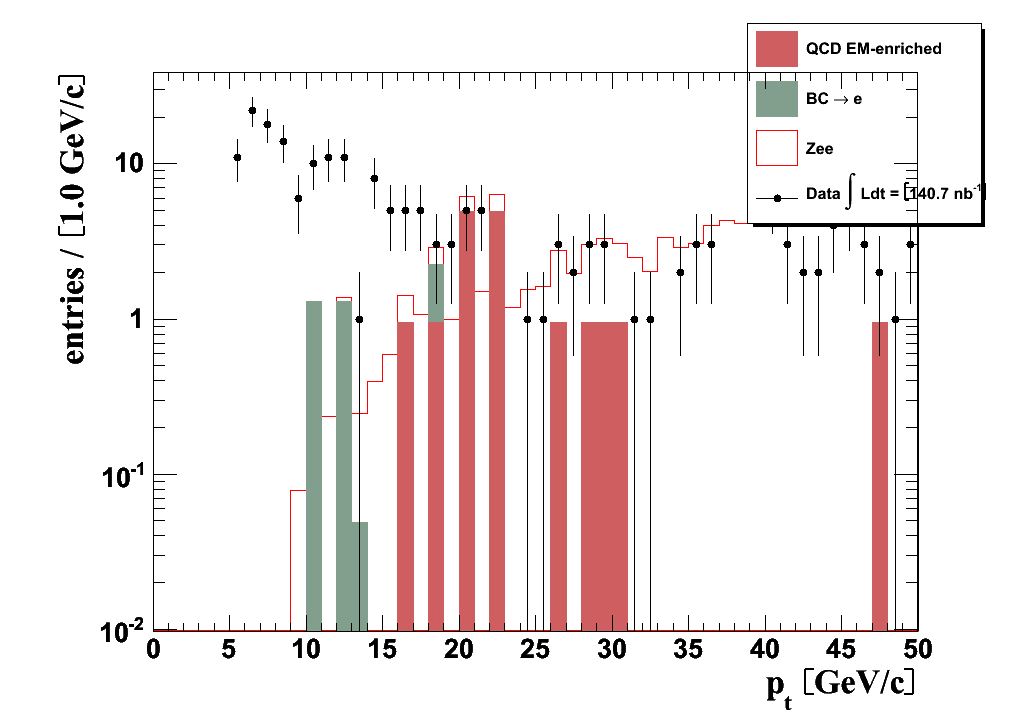 QCD EM-enriched
BC → e
Zee
Data ∫ Ldt = [140.7 nb⁻¹]
entries / [1.0 GeV/c]
10
1
10⁻¹
10⁻²
0 5 10 15 20 25 30 35 40 45 50
pₜ [GeV/c]